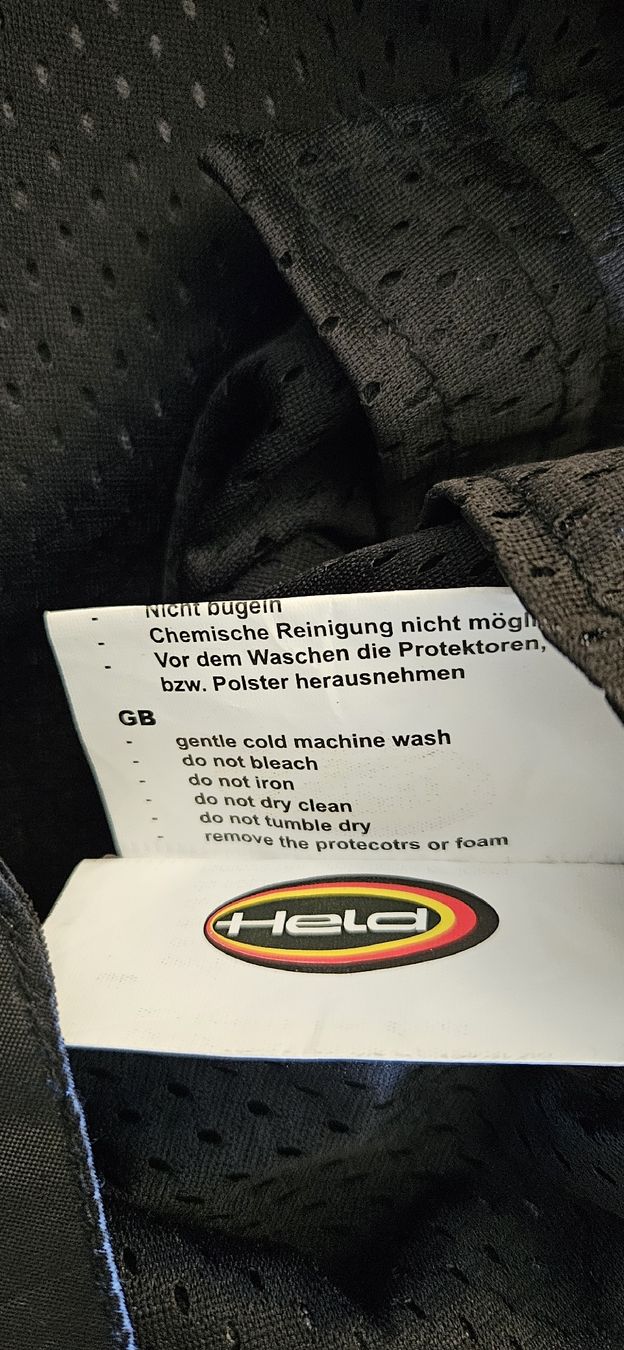 - Nicht bügeln
- Chemische Reinigung nicht
- Vor dem Waschen die Protektoren,
bzw. Polster herausnehmen
GB
- gentle cold machine wash
- do not bleach
- do not iron
- do not dry clean
- do not tumble dry
- remove the protecotrs or foam
Held